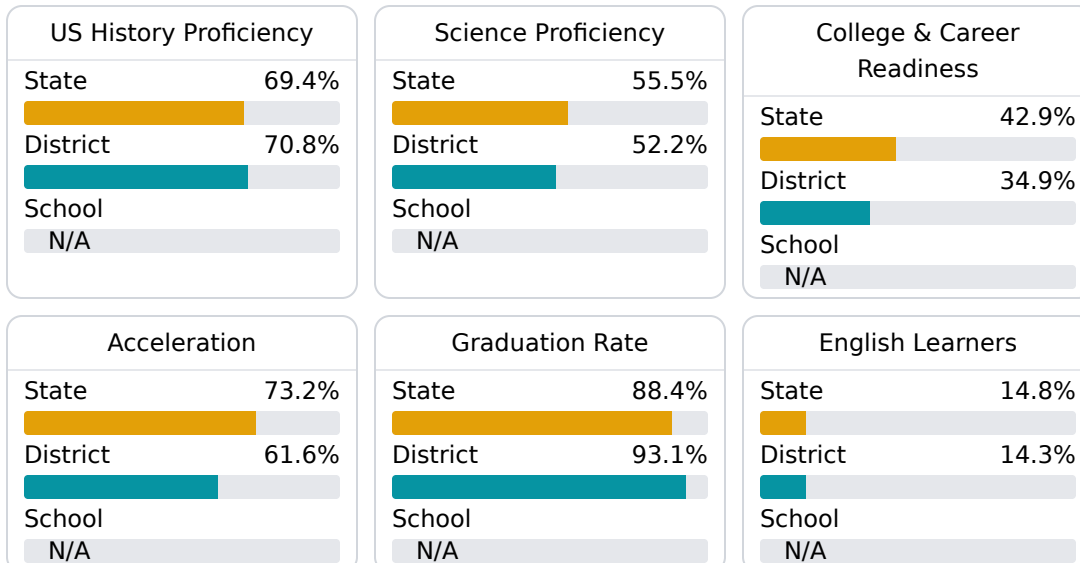 US History Proficiency
State 69.4%
District 70.8%
School
N/A
Science Proficiency
State 55.5%
District 52.2%
School
N/A
College & Career
Readiness
State 42.9%
District 34.9%
School
N/A
Acceleration
State 73.2%
District 61.6%
School
N/A
Graduation Rate
State 88.4%
District 93.1%
School
N/A
English Learners
State 14.8%
District 14.3%
School
N/A